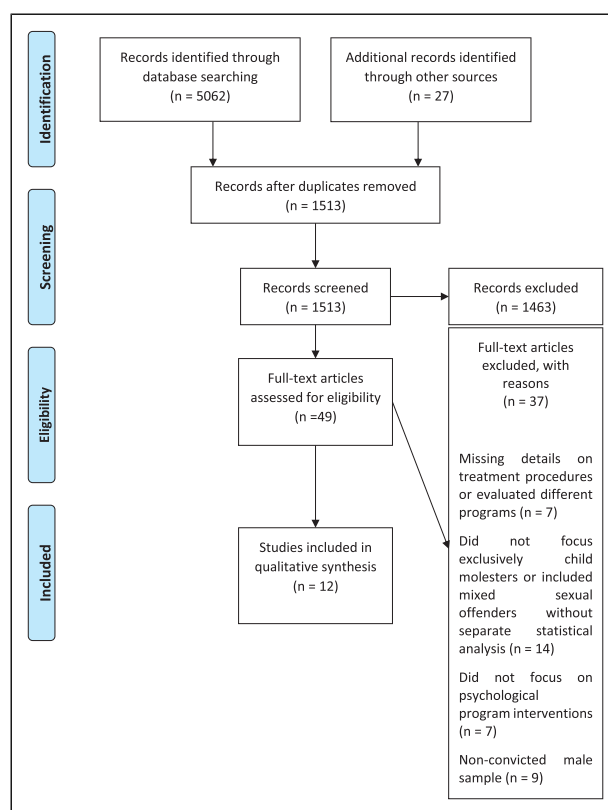 Identification
Records identified through
database searching
(n = 5062)
Additional records identified
through other sources
(n = 27)
Records after duplicates removed
(n = 1513)
Screening
Records screened
(n = 1513)
Records excluded
(n = 1463)
Eligibility
Full-text articles
assessed for eligibility
(n =49)
Full-text articles
excluded, with
reasons
(n = 37)
Missing details on
treatment procedures
or evaluated different
programs (n = 7)
Did not focus
exclusively child
molesters or included
mixed sexual
offenders without
separate statistical
analysis (n = 14)
Did not focus on
psychological
program interventions
(n = 7)
Non-convicted male
sample (n = 9)
Included
Studies included in
qualitative synthesis
(n = 12)